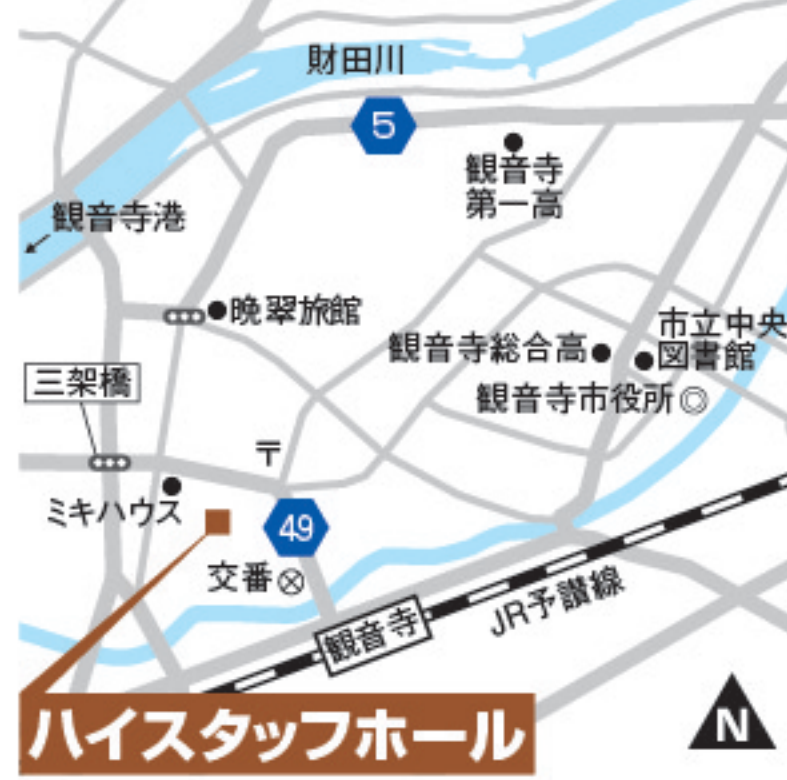 財田川
5
観音寺
第一高
観音寺港
晩翠旅館
市立中央
図書館
観音寺総合高
観音寺市役所
三架橋
〒
ミキハウス
49
交番
観音寺
JR予讃線
ハイスタッフホール
N